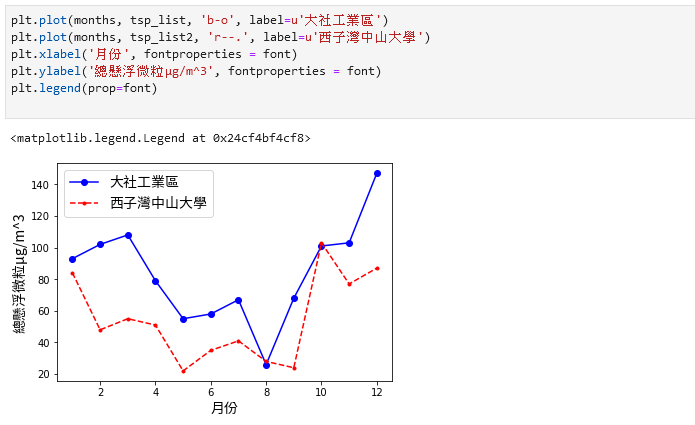 plt.plot(months, tsp_list, 'b-o', label=u'大社工業區')
plt.plot(months, tsp_list2, 'r--.', label=u'西子灣中山大學')
plt.xlabel('月份', fontproperties = font)
plt.ylabel('總懸浮微粒μg/m^3', fontproperties = font)
plt.legend(prop=font)
<matplotlib.legend.Legend at 0x24cf4bf4cf8>
大社工業區
西子灣中山大學
總懸浮微粒μg/m^3
140
120
100
80
60
40
20
2 4 6 8 10 12
月份